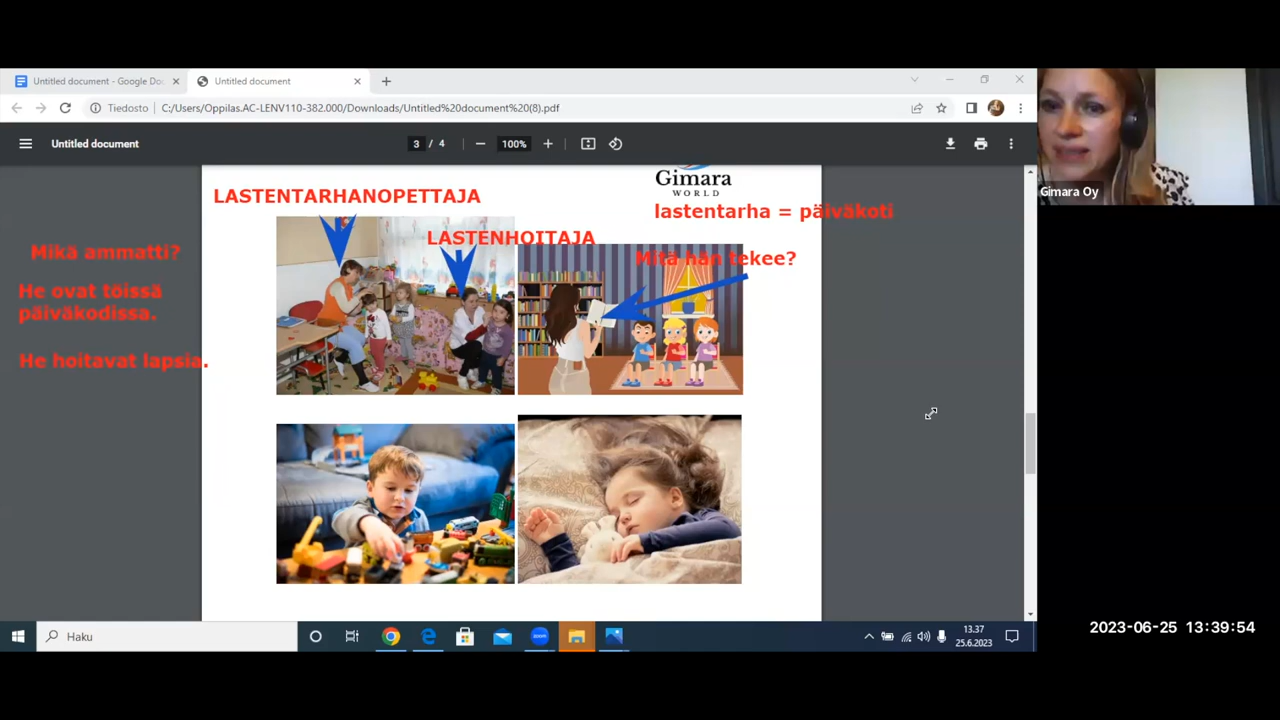 Untitled document - Google Do
Untitled document
Tiedosto
C:/Users/Oppilas.AC-LENV110-382.000/Downloads/Untitled%20document%20(8).pdf
Untitled document
3 / 4
100%
Gimara
WORLD
LASTENTARHANOPETTAJA
lastentarha = päiväkoti
LASTENHOITAJA
Mikä ammatti?
Mitä hän tekee?
He ovat töissä
päiväkodissa.
He hoitavat lapsia.
Gimara Oy
Haku
zoom
13.37
25.6.2023
2023-06-25 13:39:54